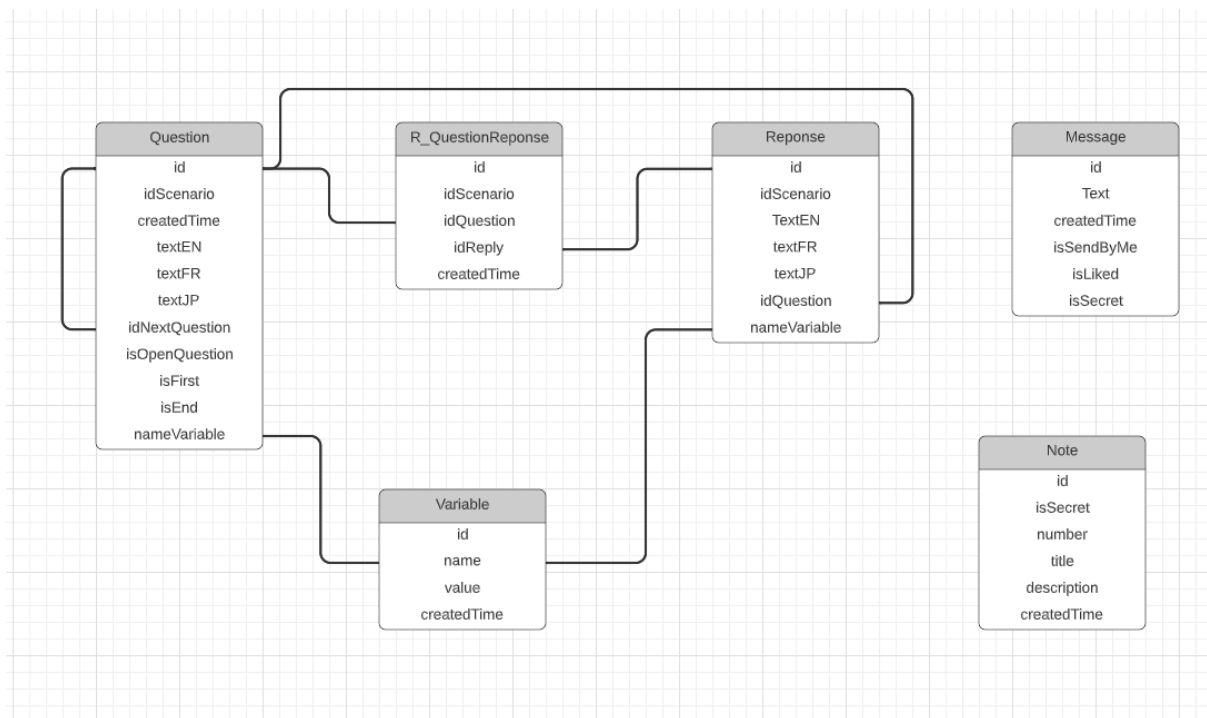 Question
id
idScenario
createdTime
textEN
textFR
textJP
idNextQuestion
isOpenQuestion
isFirst
isEnd
nameVariable
R_QuestionReponse
id
idScenario
idQuestion
idReply
createdTime
Reponse
id
idScenario
TextEN
textFR
textJP
idQuestion
nameVariable
Message
id
Text
createdTime
isSendByMe
isLiked
isSecret
Variable
id
name
value
createdTime
Note
id
isSecret
number
title
description
createdTime